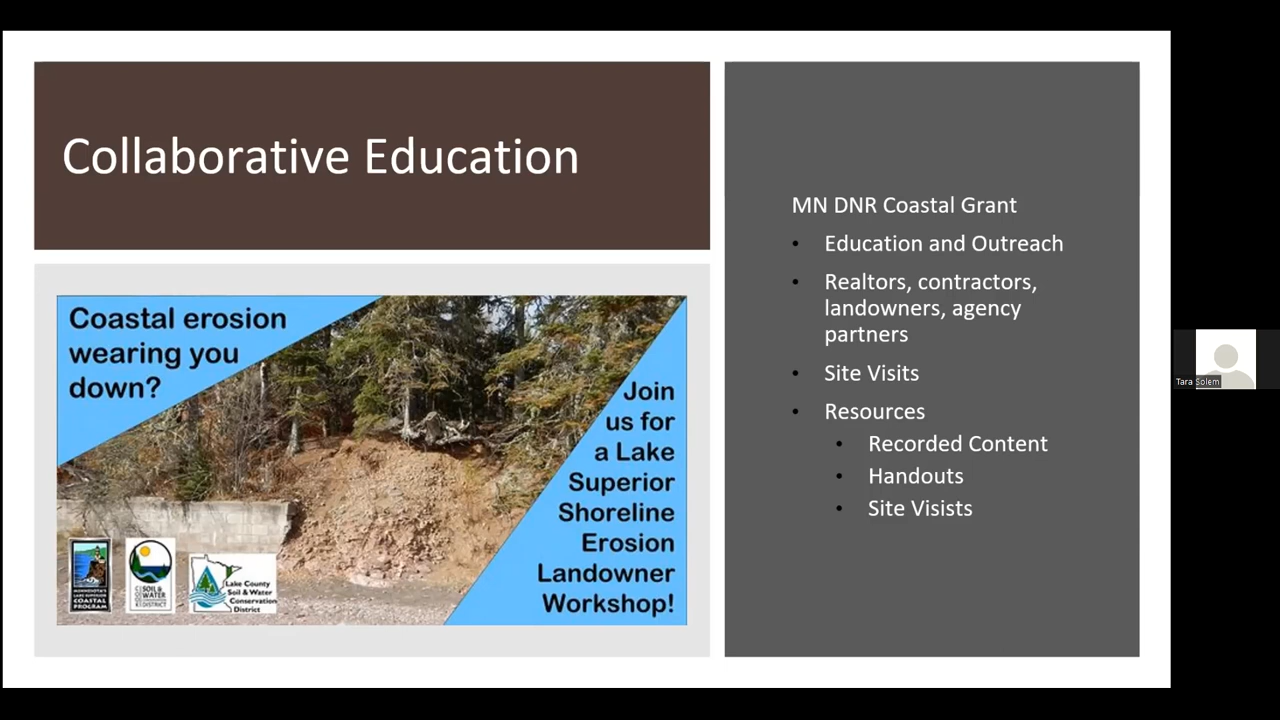 Collaborative Education
Coastal erosion
wearing you
down?
Join
us for
a Lake
Superior
Shoreline
Erosion
Landowner
Workshop!
MINNESOTA'S
LAKE SUPERIOR
COASTAL
PROGRAM
SOIL &
WATER
DISTRICT
Lake County
Soil & Water
Conservation
District
MN DNR Coastal Grant
• Education and Outreach
• Realtors, contractors,
landowners, agency
partners
• Site Visits
• Resources
• Recorded Content
• Handouts
• Site Visists
Tara Solem